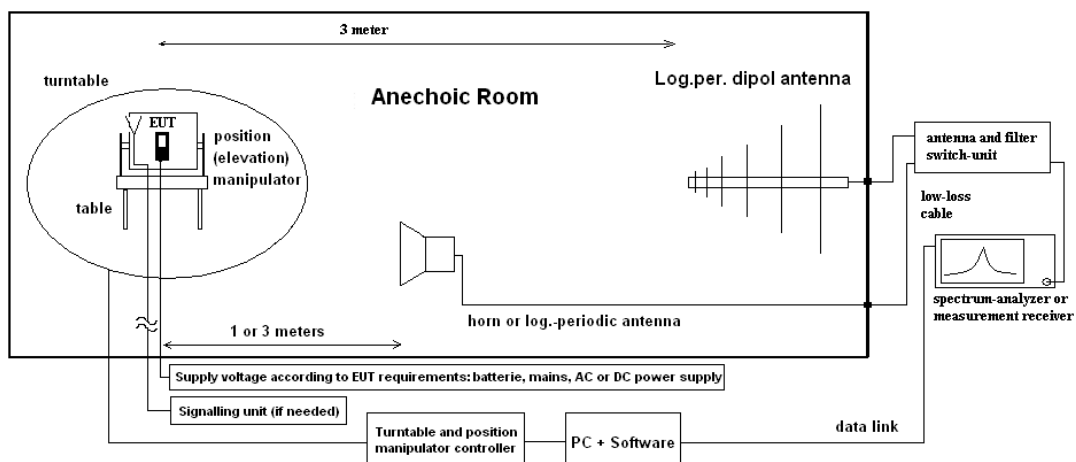 3 meter
turntable
Log.per. dipol antenna
Anechoic Room
EUT
position
(elevation)
manipulator
antenna and filter
switch-unit
table
low-loss
cable
spectrum-analyzer or
measurement receiver
horn or log.-periodic antenna
1 or 3 meters
Supply voltage according to EUT requirements: batterie, mains, AC or DC power supply
Signalling unit (if needed)
Turntable and position
manipulator controller
PC + Software
data link